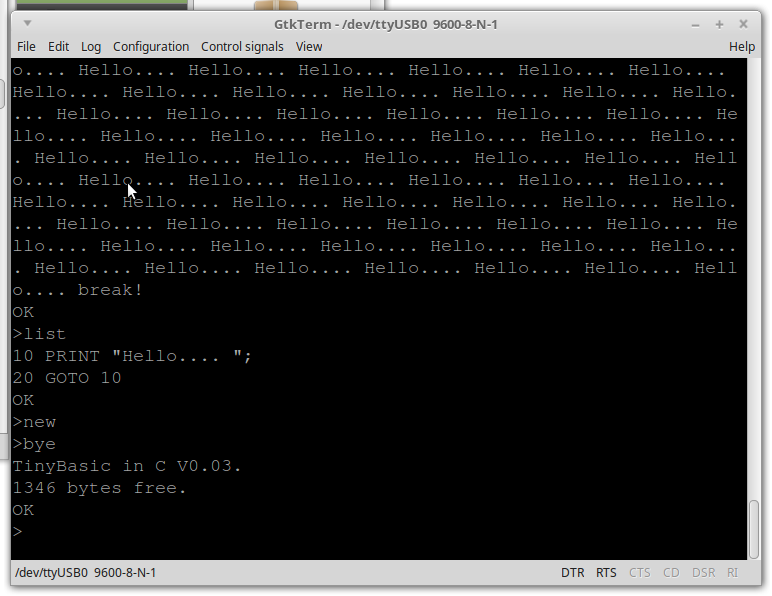 GtkTerm - /dev/ttyUSB0 9600-8-N-1
File Edit Log Configuration Control signals View Help
o.... Hello.... Hello.... Hello.... Hello.... Hello.... Hello....
Hello.... Hello.... Hello.... Hello.... Hello.... Hello.... Hello.
... Hello.... Hello.... Hello.... Hello.... Hello.... Hello.... He
llo.... Hello.... Hello.... Hello.... Hello.... Hello.... Hello...
. Hello.... Hello.... Hello.... Hello.... Hello.... Hello.... Hell
o.... Hello.... Hello.... Hello.... Hello.... Hello.... Hello....
Hello.... Hello.... Hello.... Hello.... Hello.... Hello.... Hello.
... Hello.... Hello.... Hello.... Hello.... Hello.... Hello.... He
llo.... Hello.... Hello.... Hello.... Hello.... Hello.... Hello...
. Hello.... Hello.... Hello.... Hello.... Hello.... Hello.... Hell
o.... break!
OK
>list
10 PRINT "Hello.... ";
20 GOTO 10
OK
>new
>bye
TinyBasic in C V0.03.
1346 bytes free.
OK
>
/dev/ttyUSB0 9600-8-N-1 DTR RTS CTS CD DSR RI